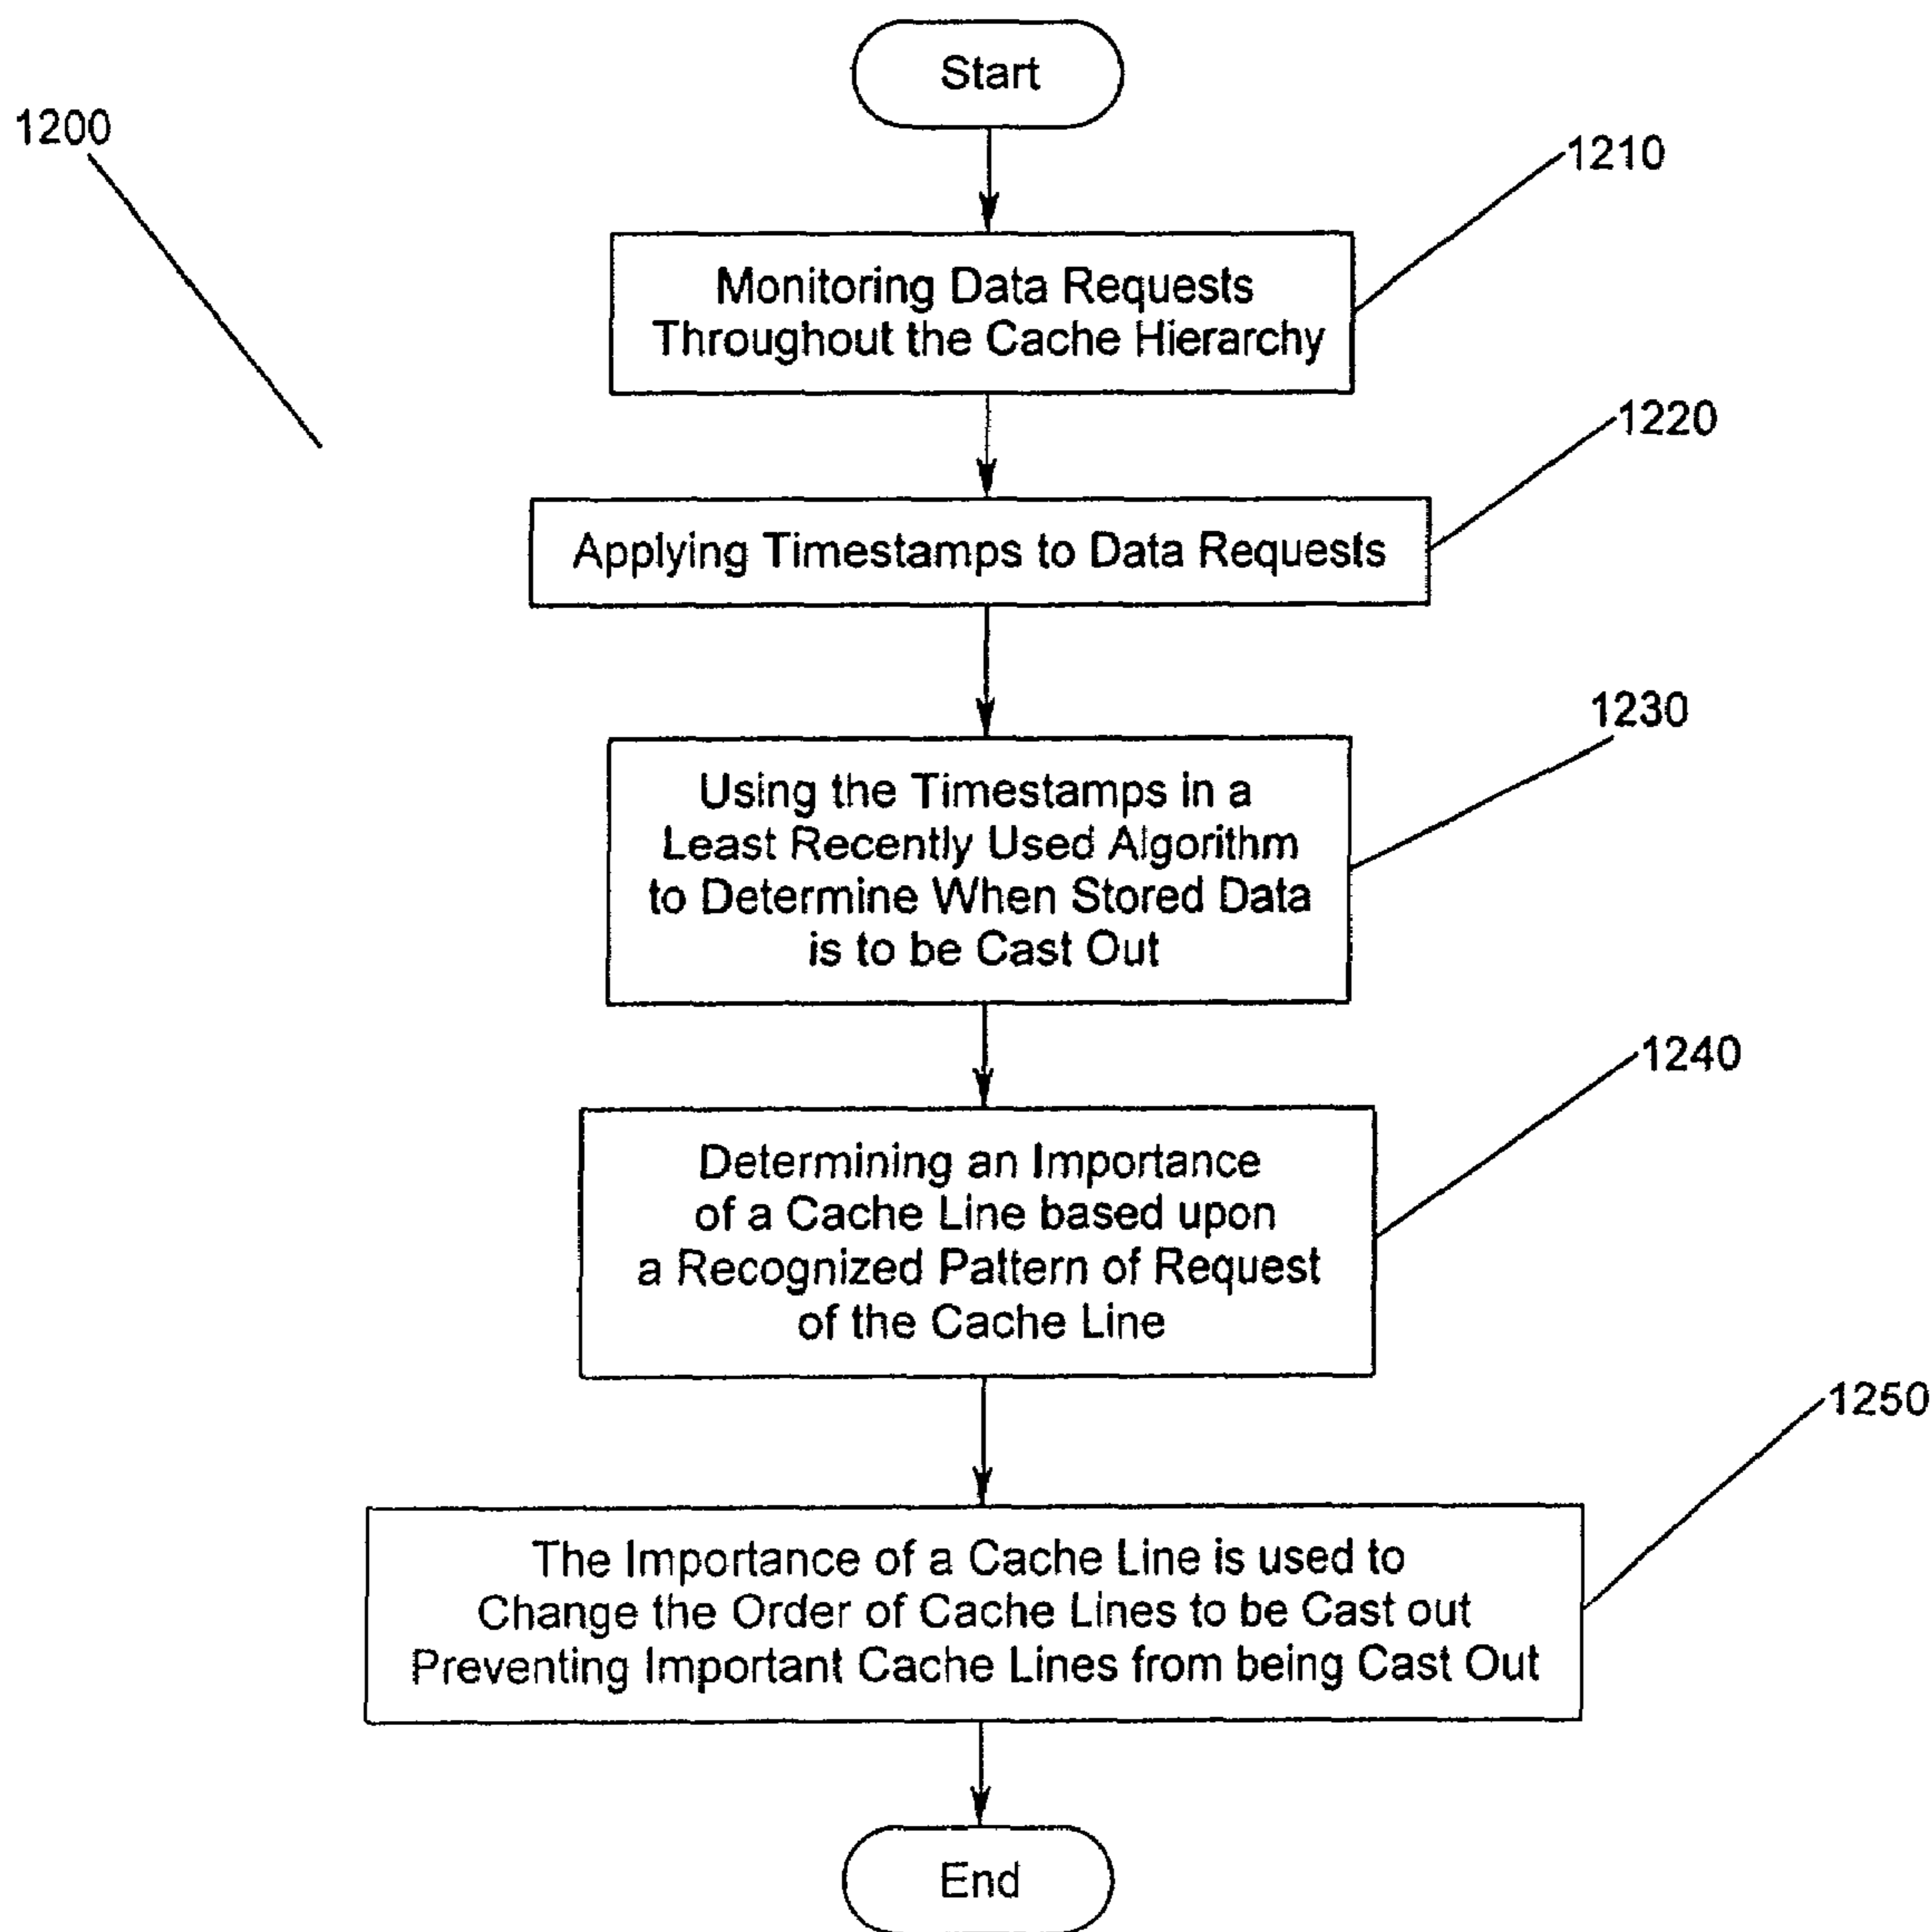 Start
1200
1210
Monitoring Data Requests
Throughout the Cache Hierarchy
1220
Applying Timestamps to Data Requests
1230
Using the Timestamps in a
Least Recently Used Algorithm
to Determine When Stored Data
is to be Cast Out
1240
Determining an Importance
of a Cache Line based upon
a Recognized Pattern of Request
of the Cache Line
1250
The Importance of a Cache Line is used to
Change the Order of Cache Lines to be Cast out
Preventing Important Cache Lines from being Cast Out
End